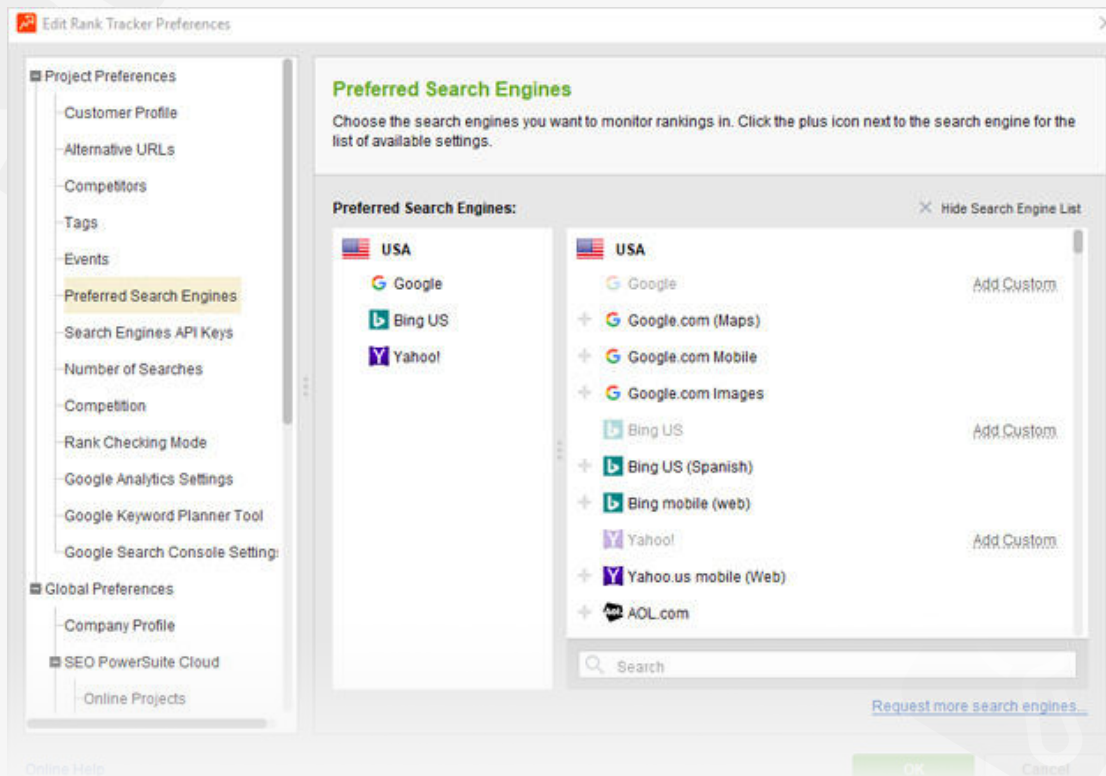 Edit Rank Tracker Preferences
Project Preferences
Customer Profile
Alternative URLs
Competitors
Tags
Events
Preferred Search Engines
Search Engines API Keys
Number of Searches
Competition
Rank Checking Mode
Google Analytics Settings
Google Keyword Planner Tool
Google Search Console Setting
Global Preferences
Company Profile
SEO PowerSuite Cloud
Online Projects
Preferred Search Engines
Choose the search engines you want to monitor rankings in. Click the plus icon next to the search engine for the
list of available settings.
Preferred Search Engines:
Hide Search Engine List
USA
Google
Bing US
Yahoo!
USA
Google Add Custom
Google.com (Maps)
Google.com Mobile
Google.com Images
Bing US Add Custom
Bing US (Spanish)
Bing mobile (web)
Yahoo! Add Custom
Yahoo.us mobile (Web)
AOL.com
Search
Request more search engines...
Online Help
OK Cancel